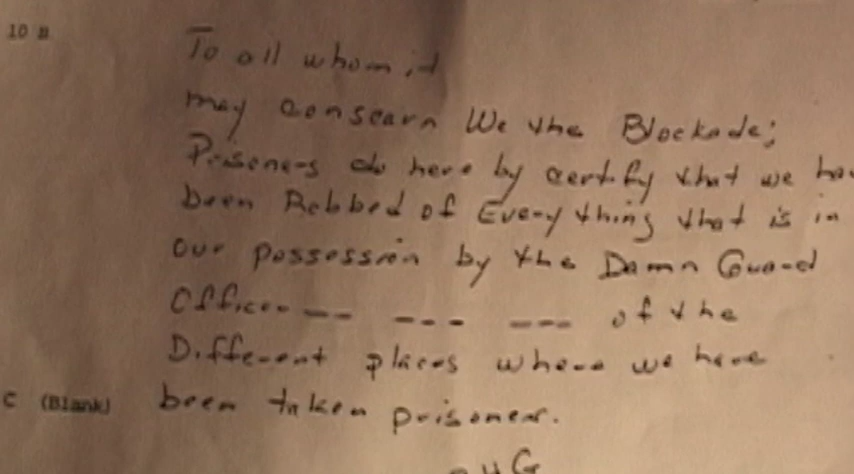 10 B
To all whom it
may consearn We the Blockade;
Prisoners do here by certify that we ha
been Robbed of Every thing that is in
our possession by the Damn Guard
Officer -- --- --- of the
Different places where we have
C (Blank) been taken prisoner.